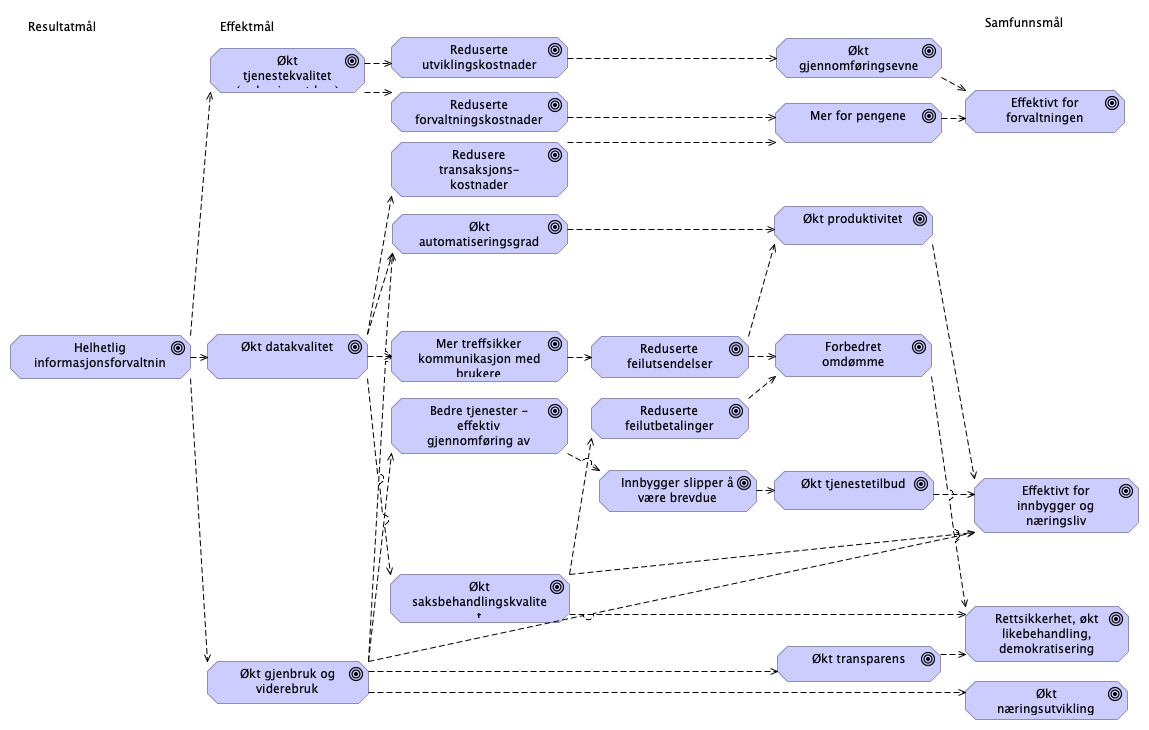 Resultatmål
Effektmål
Samfunnsmål
Økt
tjenestekvalitet
Reduserte
utviklingskostnader
Økt
gjennomføringsevne
Reduserte
forvaltningskostnader
Mer for pengene
Effektivt for
forvaltningen
Redusere
transaksjons-
kostnader
Økt
automatiseringsgrad
Økt produktivitet
Helhetlig
informasjonsforvaltnin
Økt datakvalitet
Mer treffsikker
kommunikasjon med
brukere
Reduserte
feilutsendelser
Forbedret
omdømme
Bedre tjenester -
effektiv
gjennomføring av
Reduserte
feilutbetalinger
Innbygger slipper å
være brevdue
Økt tjenestetilbud
Effektivt for
innbygger og
næringsliv
Økt
saksbehandlingskvalite
t
Rettsikkerhet, økt
likebehandling,
demokratisering
Økt gjenbruk og
viderebruk
Økt transparens
Økt
næringsutvikling